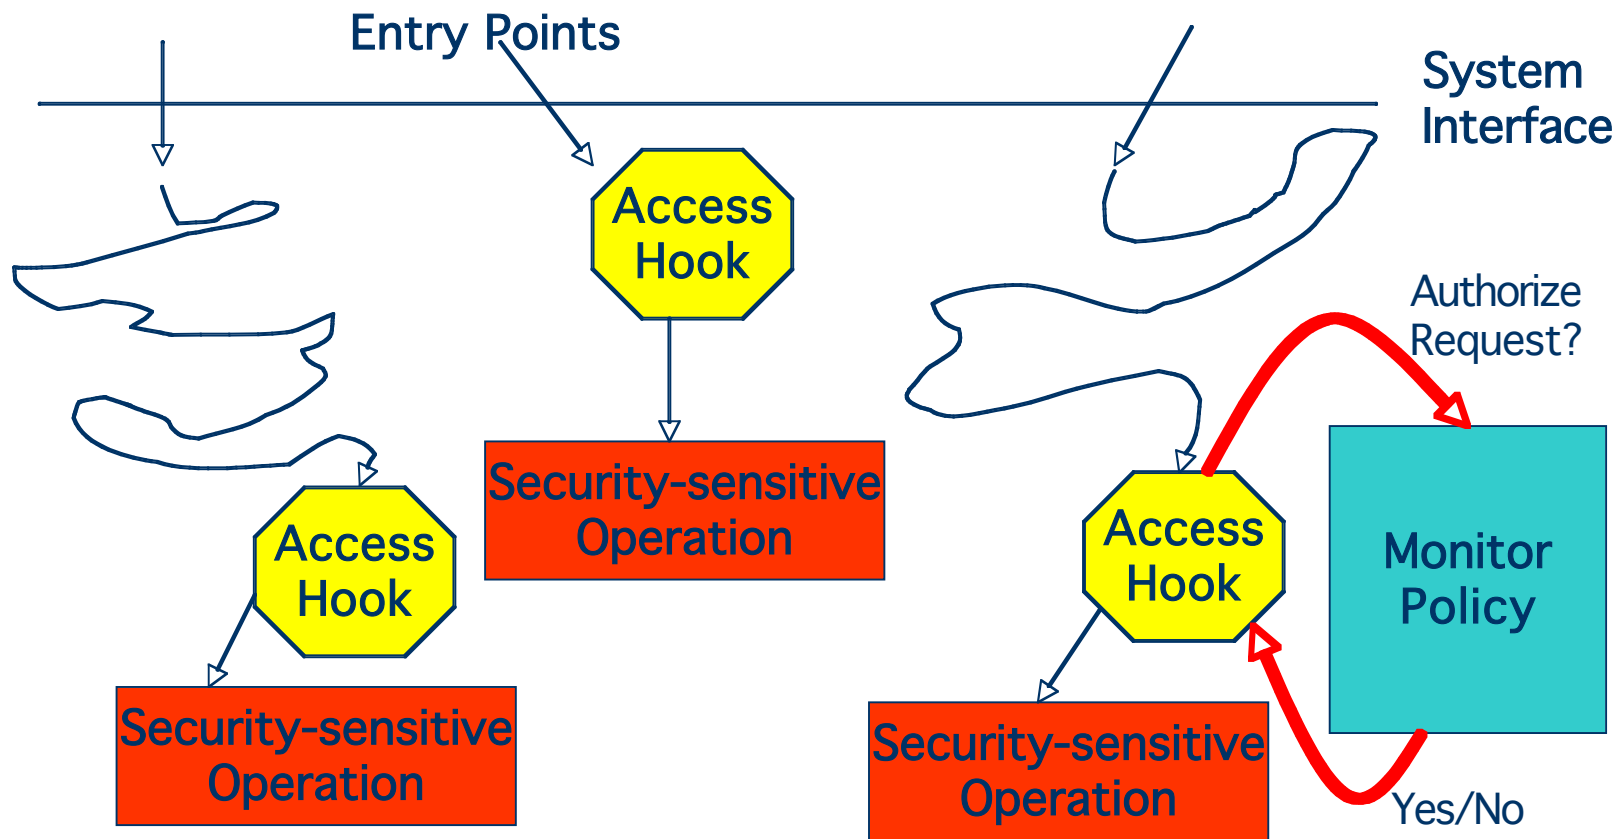 Entry Points
System
Interface
Access
Hook
Authorize
Request?
Security-sensitive
Operation
Access
Hook
Access
Hook
Monitor
Policy
Security-sensitive
Operation
Security-sensitive
Operation
Yes/No